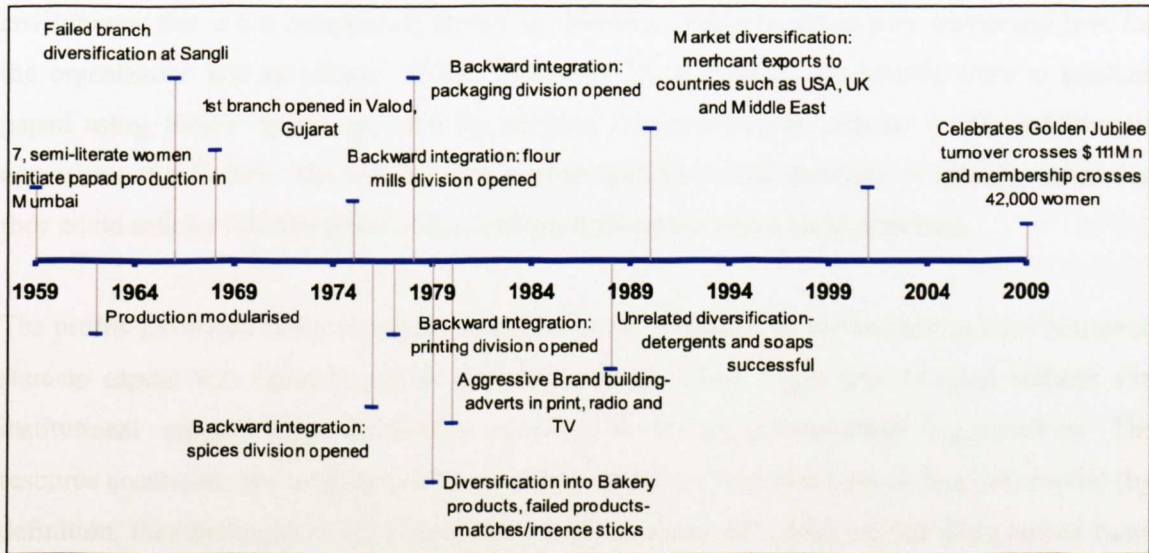 Failed branch
diversification at Sangli
Backward integration:
packaging division opened
Market diversification:
merhcant exports to
countries such as USA, UK
and Middle East
1st branch opened in Valod,
Gujarat
7, semi-literate women
initiate papad production in
Mumbai
Backward integration: flour
mills division opened
Celebrates Golden Jubilee
turnover crosses $ 111Mn
and membership crosses
42,000 women
1959 1964 1969 1974 1979 1984 1989 1994 1999 2004 2009
Production modularised
Backward integration:
printing division opened
Unrelated diversification-
detergents and soaps
successful
Aggressive Brand building-
adverts in print, radio and
TV
Backward integration:
spices division opened
Diversification into Bakery
products, failed products-
matches/incense sticks